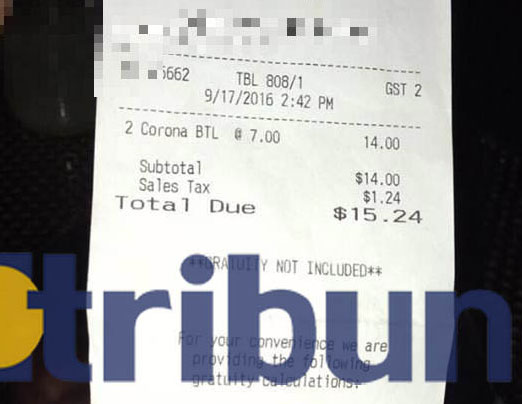 5662 TBL 808/1 GST 2
9/17/2016 2:42 PM
2 Corona BTL @ 7.00 14.00
Subtotal $14.00
Sales Tax $1.24
Total Due $15.24
**GRATUITY NOT INCLUDED**
tribun
For your convenience we are
providing the following
gratuity calculations: